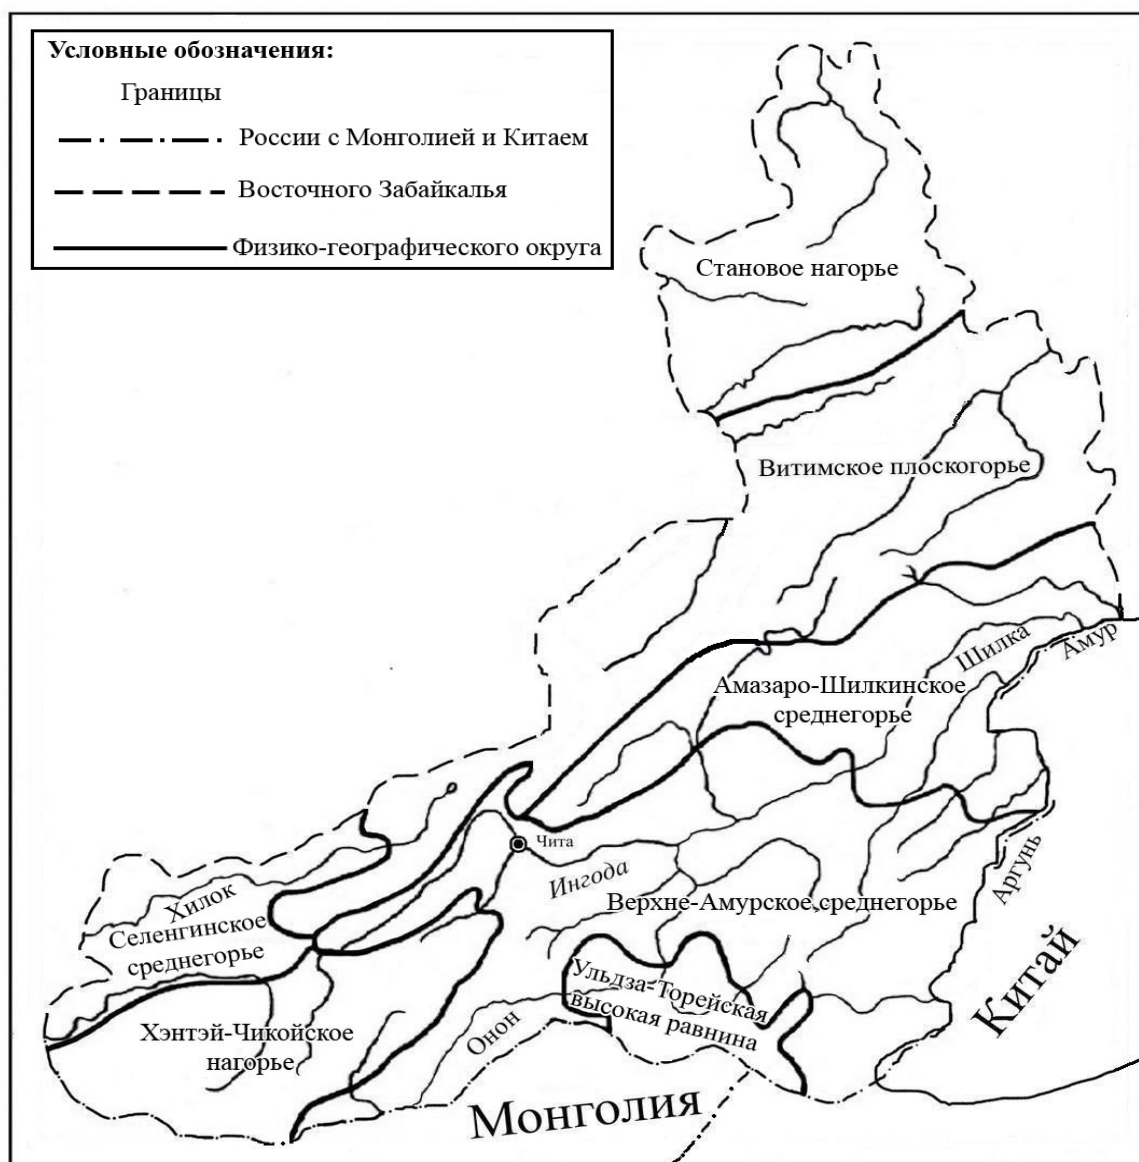 Условные обозначения:
Границы
России с Монголией и Китаем
Восточного Забайкалья
Физико-географического округа
Становое нагорье
Витимское плоскогорье
Шилка
Амур
Амазаро-Шилкинское
среднегорье
Чита
Ингода
Аргунь
Хилок
Селенгинское
среднегорье
Верхне-Амурское среднегорье
Ульдза-Торейская
высокая равнина
Китай
Хэнтэй-Чикойское
нагорье
Онон
Монголия